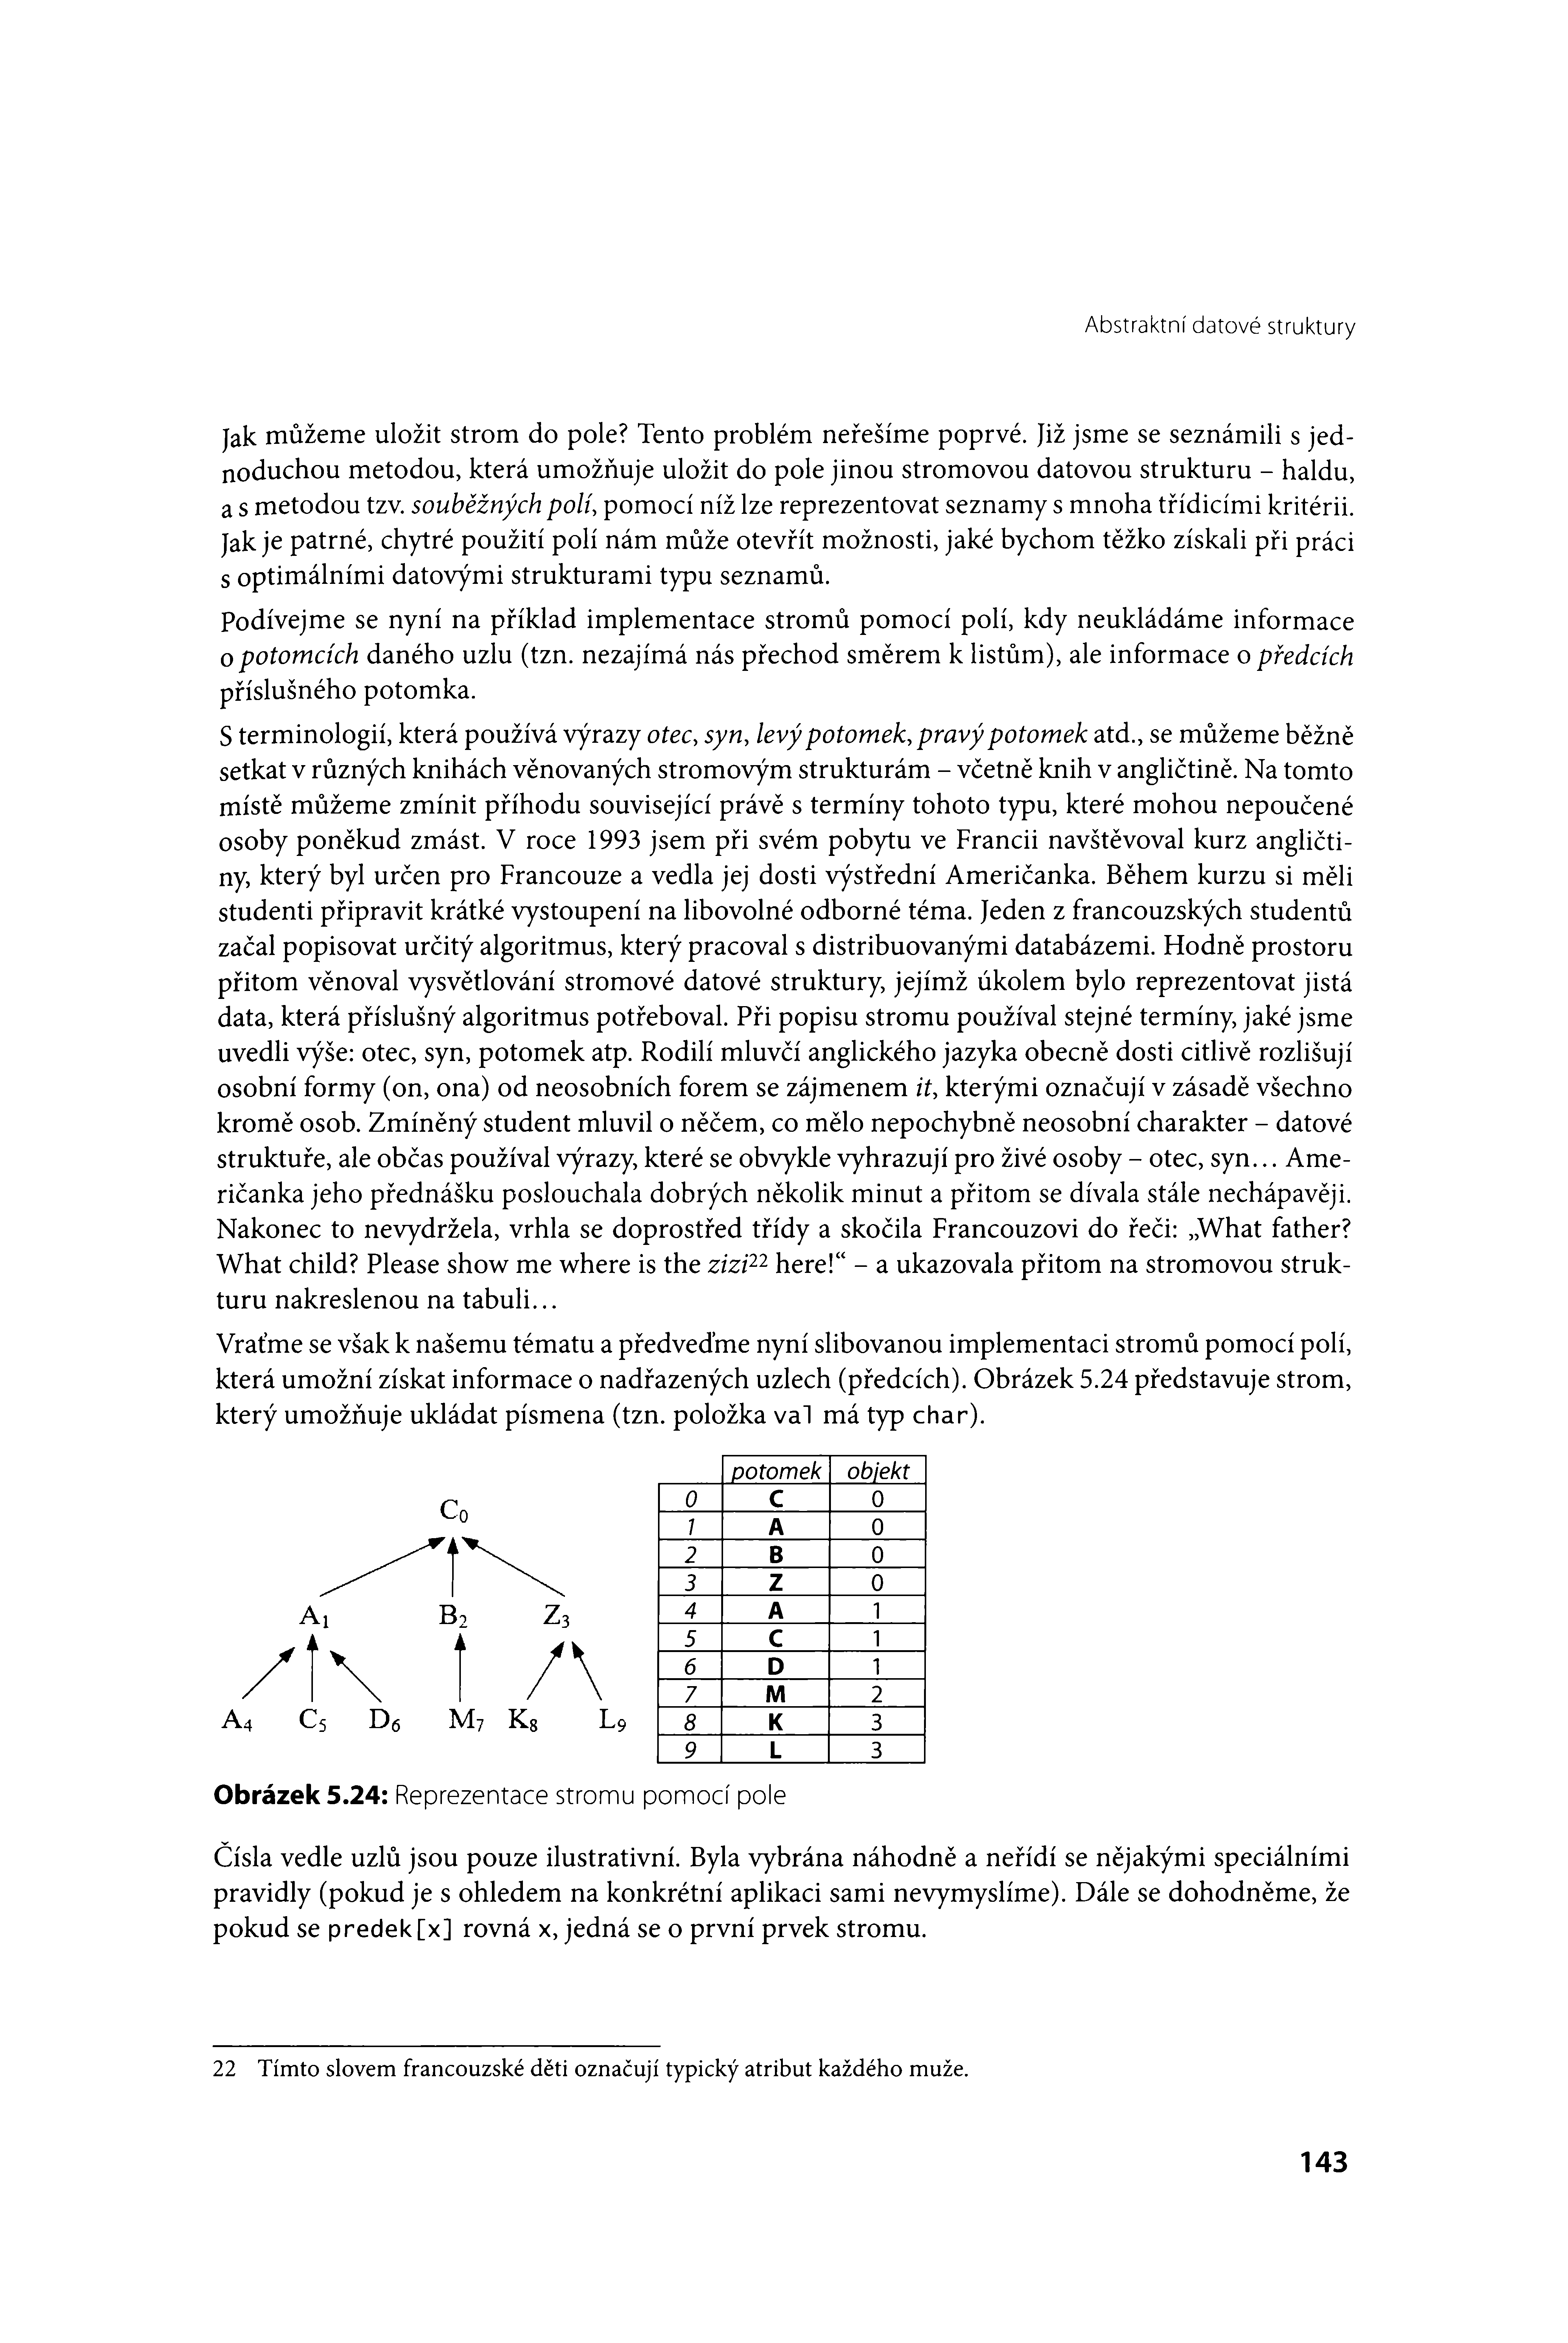 Abstraktní datové struktury
Jak můžeme uložit strom do pole? Tento problém neřešíme poprvé. Již jsme se seznámili s jed-
noduchou metodou, která umožňuje uložit do pole jinou stromovou datovou strukturu – haldu,
a s metodou tzv. souběžných polí, pomocí níž lze reprezentovat seznamy s mnoha třídicími kritérii.
Jak je patrné, chytré použití polí nám může otevřít možnosti, jaké bychom těžko získali při práci
s optimálními datovými strukturami typu seznamů.
Podívejme se nyní na příklad implementace stromů pomocí polí, kdy neukládáme informace
o potomcích daného uzlu (tzn. nezajímá nás přechod směrem k listům), ale informace o předcích
příslušného potomka.
S terminologií, která používá výrazy otec, syn, levý potomek, pravý potomek atd., se můžeme běžně
setkat v různých knihách věnovaných stromovým strukturám – včetně knih v angličtině. Na tomto
místě můžeme zmínit příhodu související právě s termíny tohoto typu, které mohou nepoučené
osoby poněkud zmást. V roce 1993 jsem při svém pobytu ve Francii navštěvoval kurz angličti-
ny, který byl určen pro Francouze a vedla jej dosti výstřední Američanka. Během kurzu si měli
studenti připravit krátké vystoupení na libovolné odborné téma. Jeden z francouzských studentů
začal popisovat určitý algoritmus, který pracoval s distribuovanými databázemi. Hodně prostoru
přitom věnoval vysvětlování stromové datové struktury, jejímž úkolem bylo reprezentovat jistá
data, která příslušný algoritmus potřeboval. Při popisu stromu používal stejné termíny, jaké jsme
uvedli výše: otec, syn, potomek atp. Rodilí mluvčí anglického jazyka obecně dosti citlivě rozlišují
osobní formy (on, ona) od neosobních forem se zájmenem it, kterými označují v zásadě všechno
kromě osob. Zmíněný student mluvil o něčem, co mělo nepochybně neosobní charakter – datové
struktuře, ale občas používal výrazy, které se obvykle vyhrazují pro živé osoby – otec, syn... Ame-
ričanka jeho přednášku poslouchala dobrých několik minut a přitom se dívala stále nechápavěji.
Nakonec to nevydržela, vrhla se doprostřed třídy a skočila Francouzovi do řeči: „What father?
What child? Please show me where is the zizi22 here!“ – a ukazovala přitom na stromovou struk-
turu nakreslenou na tabuli...
Vraťme se však k našemu tématu a předveďme nyní slibovanou implementaci stromů pomocí polí,
která umožní získat informace o nadřazených uzlech (předcích). Obrázek 5.24 představuje strom,
který umožňuje ukládat písmena (tzn. položka val má typ char).
C0
A1 B2 Z3
A4 C5 D6 M7 K8 L9
potomek objekt
0 C 0
1 A 0
2 B 0
3 Z 0
4 A 1
5 C 1
6 D 1
7 M 2
8 K 3
9 L 3
Obrázek 5.24: Reprezentace stromu pomocí pole
Čísla vedle uzlů jsou pouze ilustrativní. Byla vybrána náhodně a neřídí se nějakými speciálními
pravidly (pokud je s ohledem na konkrétní aplikaci sami nevymyslíme). Dále se dohodněme, že
pokud se predek[x] rovná x, jedná se o první prvek stromu.
22 Tímto slovem francouzské děti označují typický atribut každého muže.
143